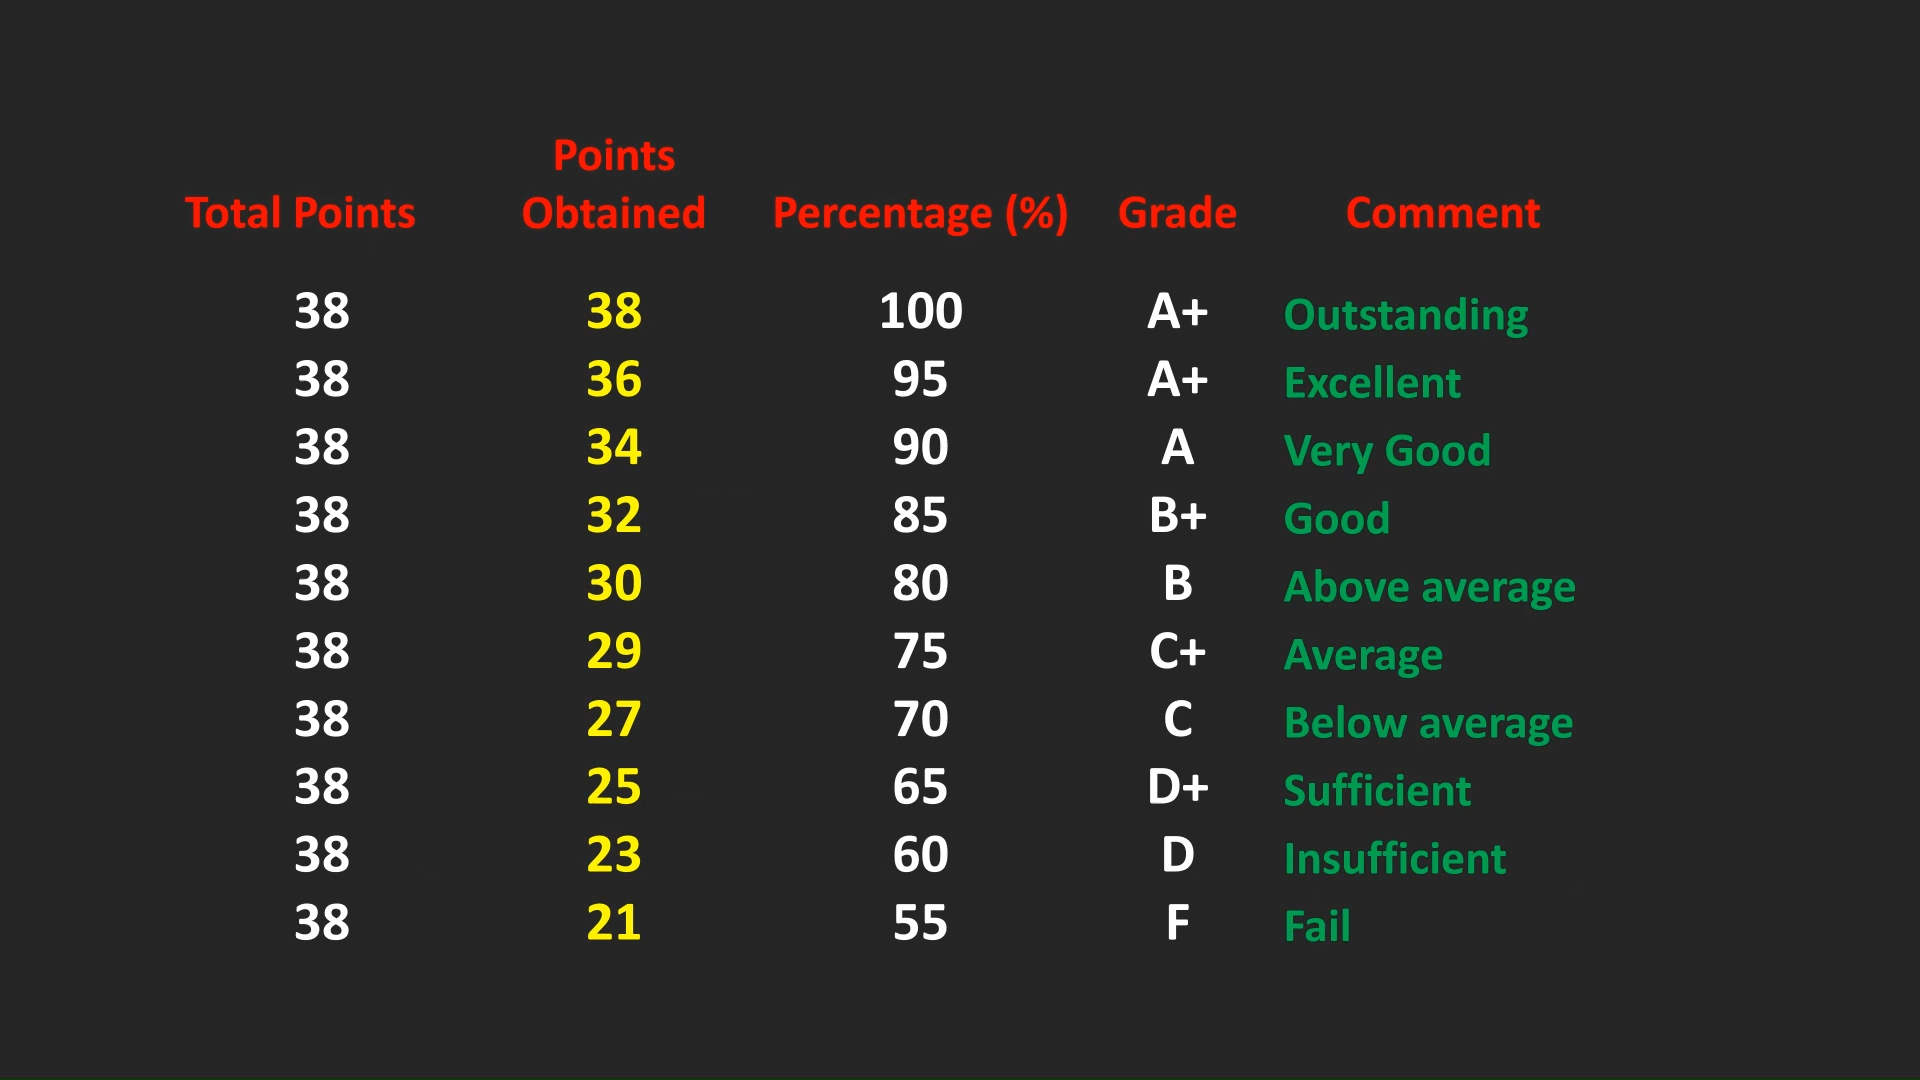 Points
Total Points Obtained Percentage (%) Grade Comment
38 38 100 A+ Outstanding
38 36 95 A+ Excellent
38 34 90 A Very Good
38 32 85 B+ Good
38 30 80 B Above average
38 29 75 C+ Average
38 27 70 C Below average
38 25 65 D+ Sufficient
38 23 60 D Insufficient
38 21 55 F Fail